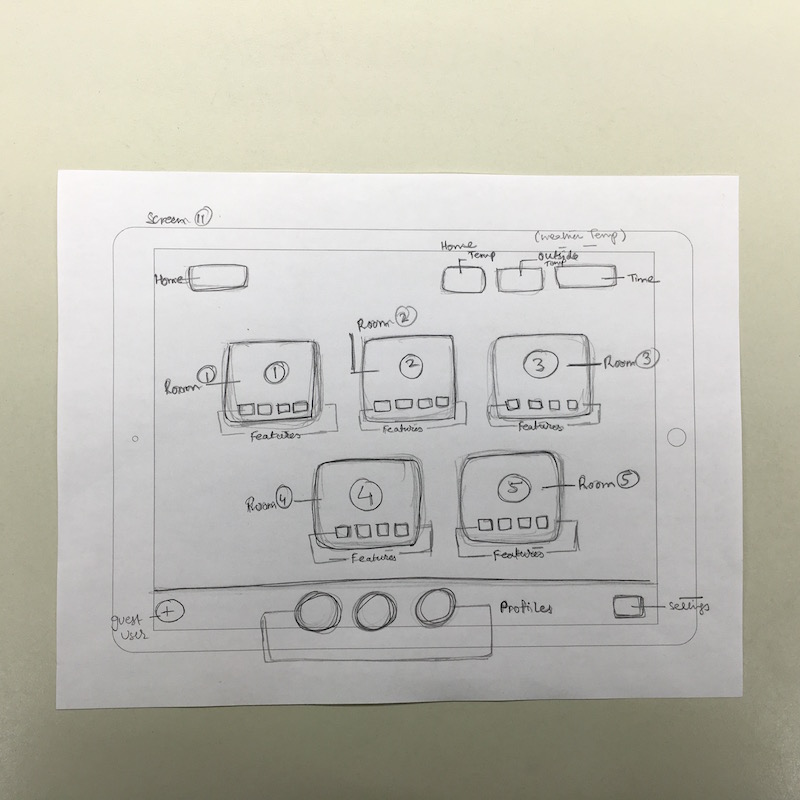 Screen 11
(Weather Temp)
Home
Temp
Outside
Temp
Home
Time
Room 2
Room 1
1
2
3
Room 3
Features
Features
Features
Room 4
4
5
Room 5
Features
Features
+
Guest
User
Profiles
Settings